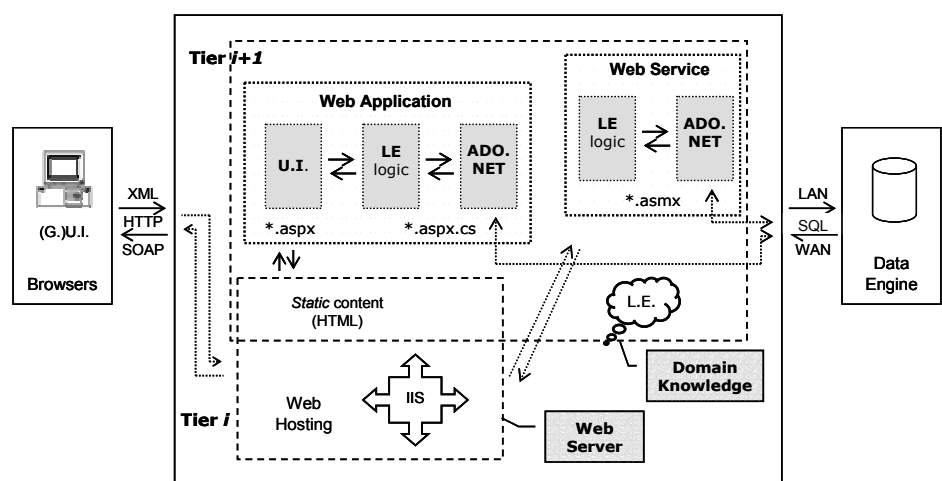 Tier i+1
Web Application
U.I.
LE
logic
ADO.
NET
*.aspx
*.aspx.cs
Web Service
LE
logic
ADO.
NET
*.asmx
(G.)U.I.
Browsers
XML
HTTP
SOAP
LAN
SQL
WAN
Data
Engine
Static content
(HTML)
L.E.
Domain
Knowledge
Tier i
Web
Hosting
IIS
Web
Server